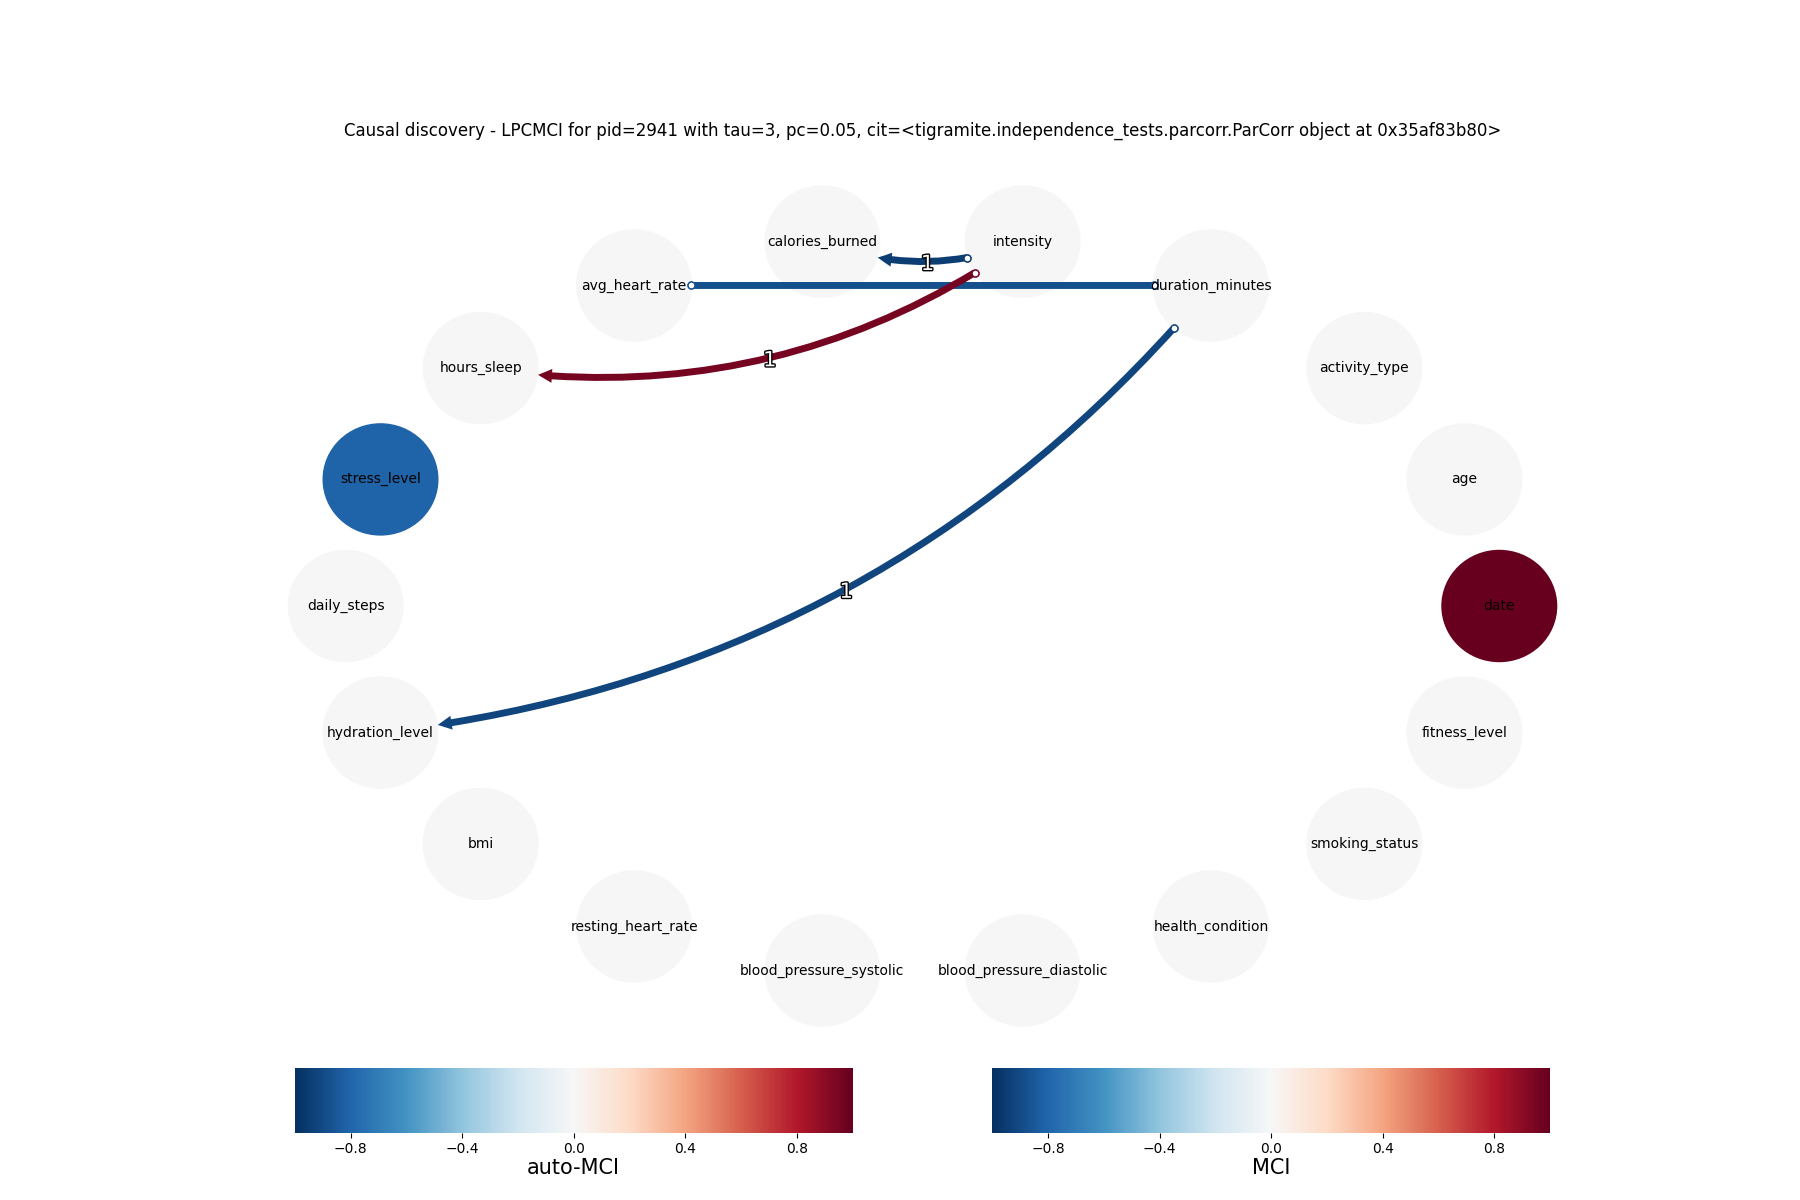 Causal discovery - LPCMCI for pid=2941 with tau=3, pc=0.05, cit=<tigramite.independence_tests.parcorr.ParCorr object at 0x35af83b80>
calories_burned
intensity
1
avg_heart_rate
duration_minutes
1
hours_sleep
activity_type
stress_level
age
1
daily_steps
date
hydration_level
fitness_level
bmi
smoking_status
resting_heart_rate
health_condition
blood_pressure_systolic
blood_pressure_diastolic
−0.8 −0.4 0.0 0.4 0.8
auto-MCI
−0.8 −0.4 0.0 0.4 0.8
MCI